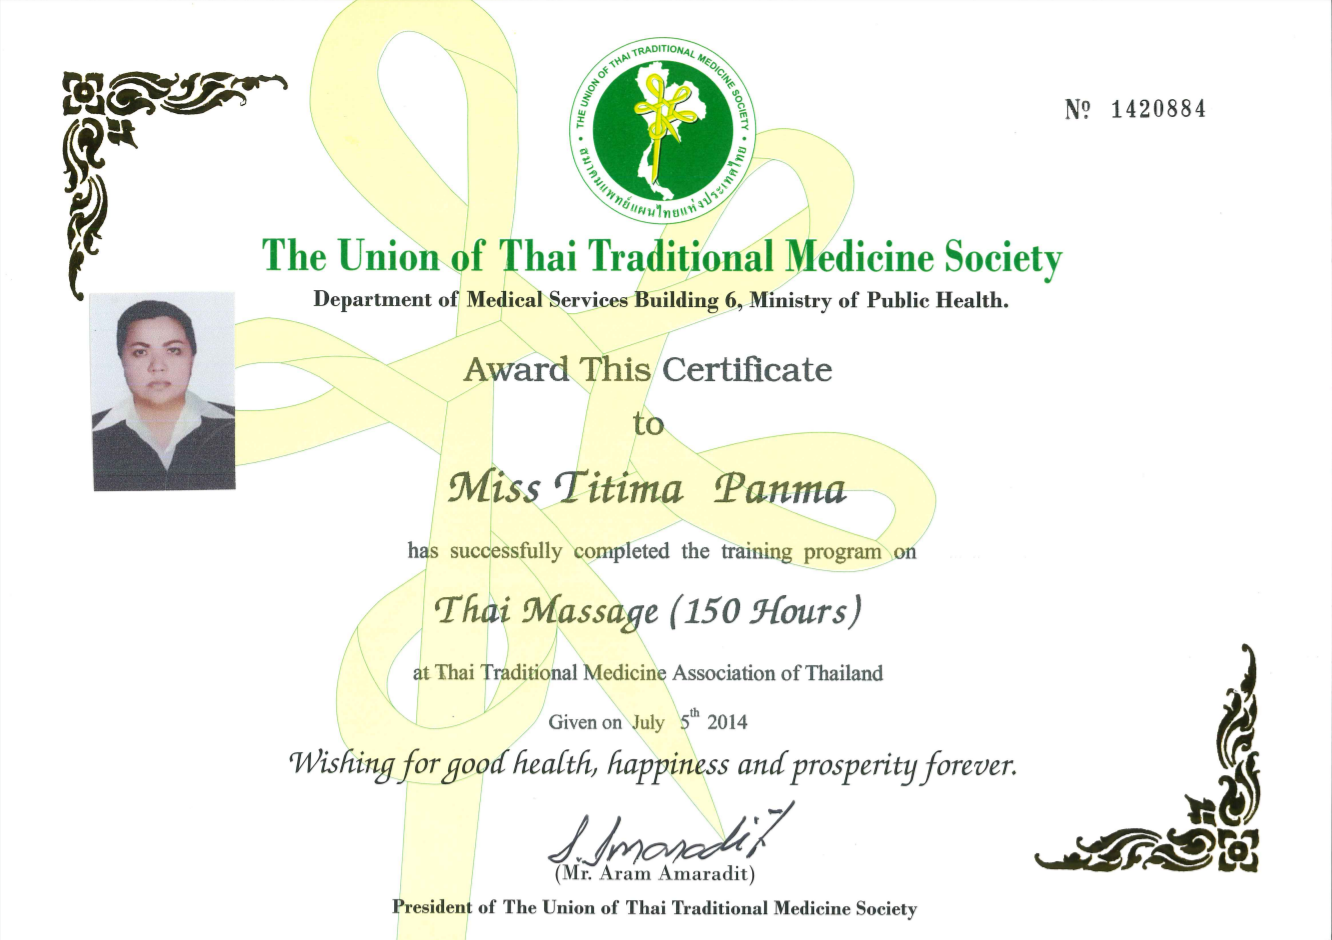 THE UNION OF THAI TRADITIONAL MEDICINE SOCIETY
สมาคมแพทย์แผนไทยแห่งประเทศไทย
Nº 1420884
The Union of Thai Traditional Medicine Society
Department of Medical Services Building 6, Ministry of Public Health.
Award This Certificate
to
Miss Titima Panma
has successfully completed the training program on
Thai Massage (150 Hours)
at Thai Traditional Medicine Association of Thailand
Given on July 5th 2014
Wishing for good health, happiness and prosperity forever.
S. Amaradit
(Mr. Aram Amaradit)
President of The Union of Thai Traditional Medicine Society